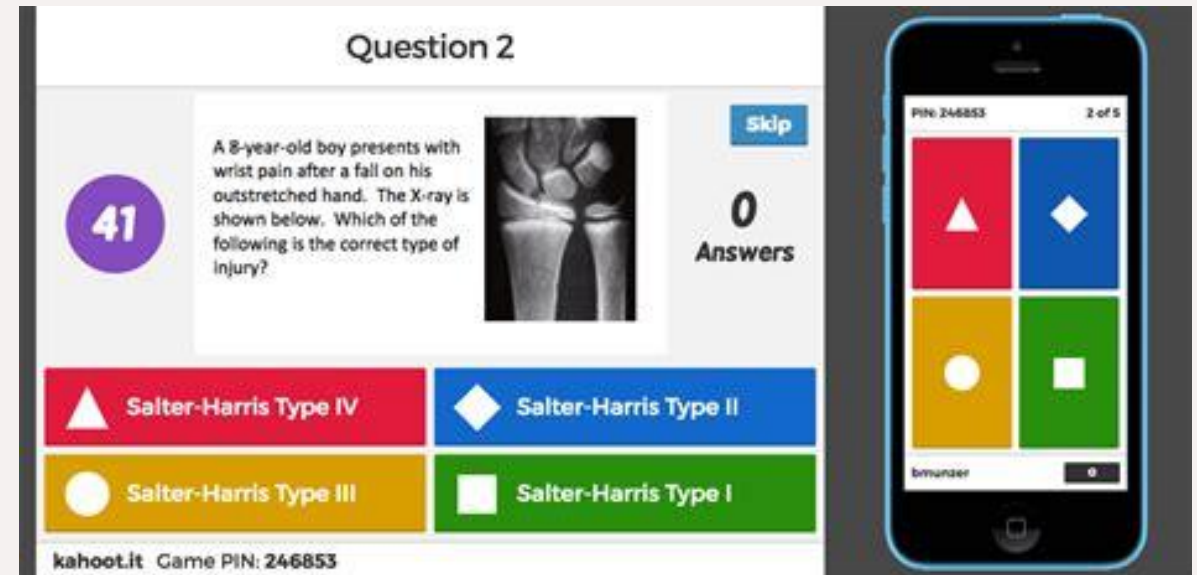 Question 2
41
A 8-year-old boy presents with
wrist pain after a fall on his
outstretched hand. The X-ray is
shown below. Which of the
following is the correct type of
injury?
Skip
0
Answers
Salter-Harris Type IV
Salter-Harris Type II
Salter-Harris Type III
Salter-Harris Type I
kahoot.it Game PIN: 246853
PIN: 246853
2 of 5
bmunzer
0